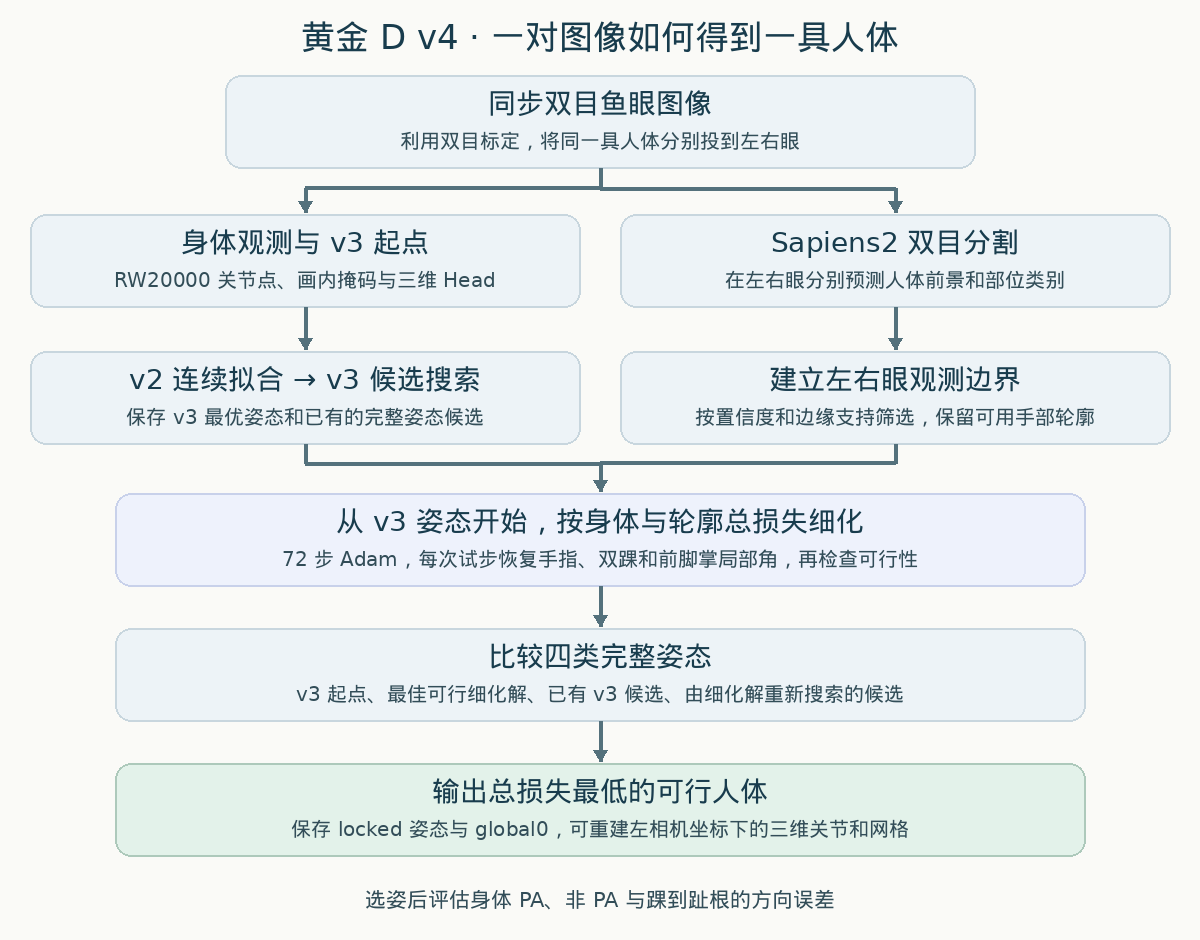 黄金 D v4 · 一对图像如何得到一具人体
同步双目鱼眼图像
利用双目标定，将同一具人体分别投到左右眼
身体观测与 v3 起点
RW20000 关节点、画内掩码与三维 Head
Sapiens2 双目分割
在左右眼分别预测人体前景和部位类别
v2 连续拟合 → v3 候选搜索
保存 v3 最优姿态和已有的完整姿态候选
建立左右眼观测边界
按置信度和边缘支持筛选，保留可用手部轮廓
从 v3 姿态开始，按身体与轮廓总损失细化
72 步 Adam，每次试步恢复手指、双踝和前脚掌局部角，再检查可行性
比较四类完整姿态
v3 起点、最佳可行细化解、已有 v3 候选、由细化解重新搜索的候选
输出总损失最低的可行人体
保存 locked 姿态与 global0，可重建左相机坐标下的三维关节和网格
选姿后评估身体 PA、非 PA 与踝到趾根的方向误差